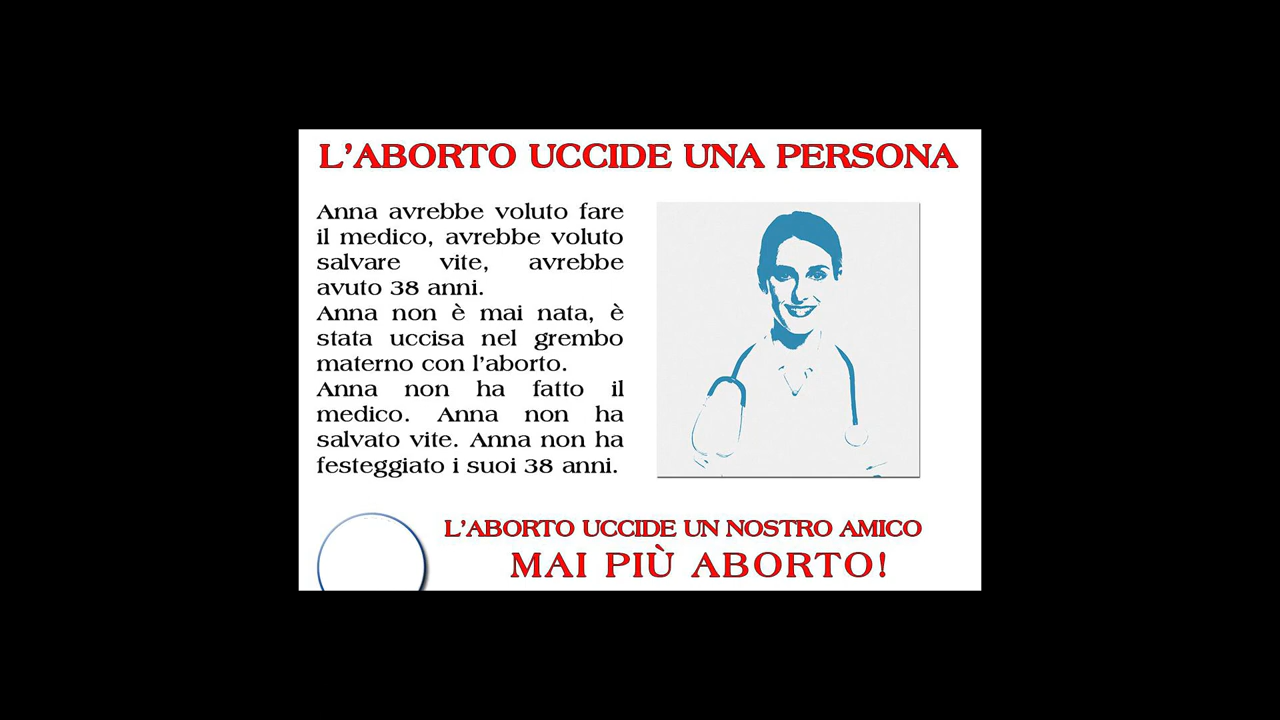 L'ABORTO UCCIDE UNA PERSONA
Anna avrebbe voluto fare
il medico, avrebbe voluto
salvare vite, avrebbe
avuto 38 anni.
Anna non è mai nata, è
stata uccisa nel grembo
materno con l'aborto.
Anna non ha fatto il
medico. Anna non ha
salvato vite. Anna non ha
festeggiato i suoi 38 anni.
L'ABORTO UCCIDE UN NOSTRO AMICO
MAI PIÙ ABORTO!